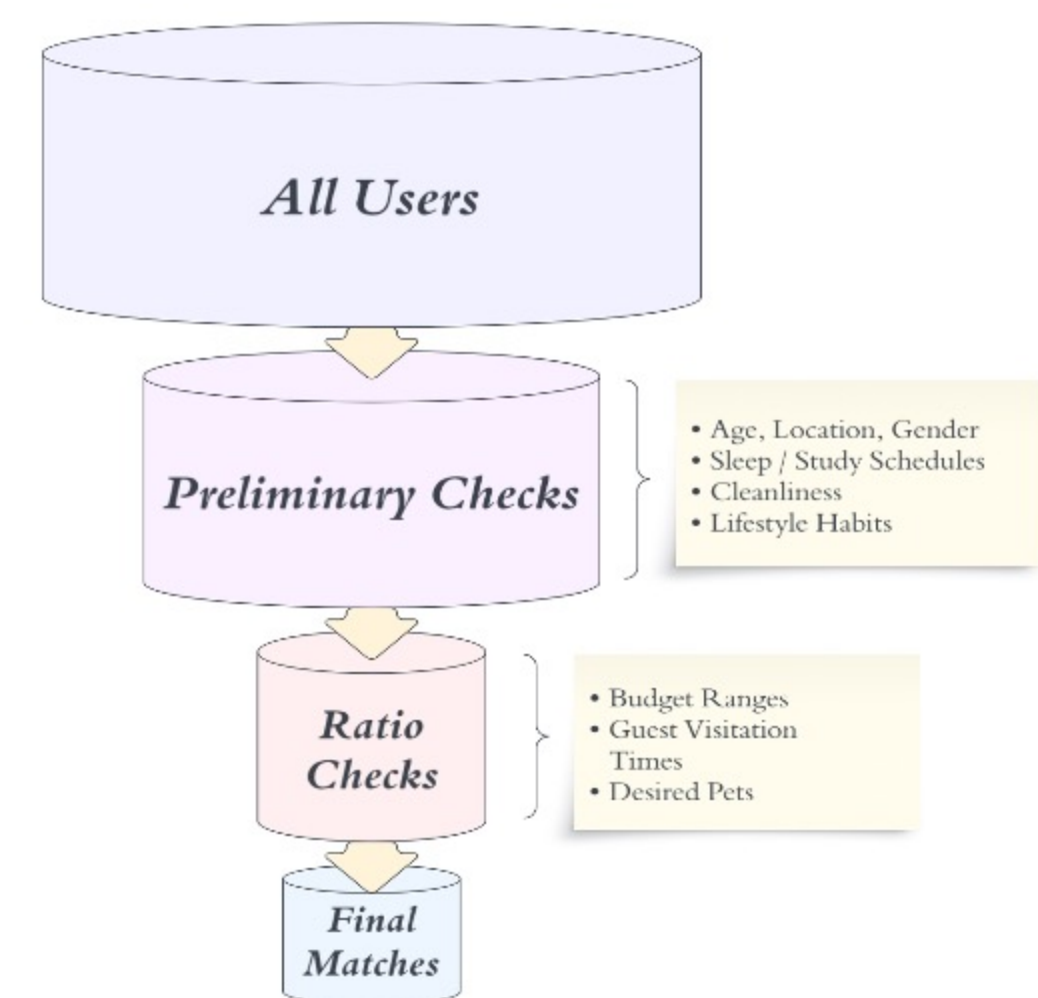 All Users
Preliminary Checks
• Age, Location, Gender
• Sleep / Study Schedules
• Cleanliness
• Lifestyle Habits
Ratio
Checks
• Budget Ranges
• Guest Visitation
Times
• Desired Pets
Final
Matches